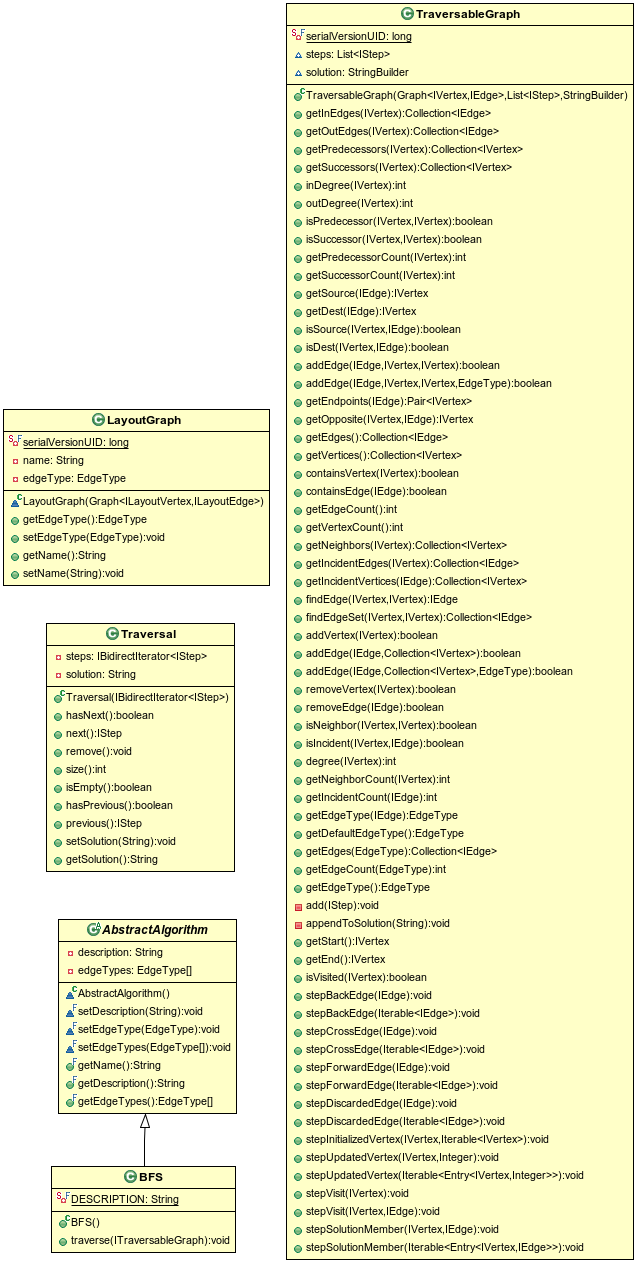 TraversableGraph
serialVersionUID: long
steps: List<IStep>
solution: StringBuilder
TraversableGraph(Graph<IVertex,IEdge>,List<IStep>,StringBuilder)
getInEdges(IVertex):Collection<IEdge>
getOutEdges(IVertex):Collection<IEdge>
getPredecessors(IVertex):Collection<IVertex>
getSuccessors(IVertex):Collection<IVertex>
inDegree(IVertex):int
outDegree(IVertex):int
isPredecessor(IVertex,IVertex):boolean
isSuccessor(IVertex,IVertex):boolean
getPredecessorCount(IVertex):int
getSuccessorCount(IVertex):int
getSource(IEdge):IVertex
getDest(IEdge):IVertex
isSource(IVertex,IEdge):boolean
isDest(IVertex,IEdge):boolean
addEdge(IEdge,IVertex,IVertex):boolean
addEdge(IEdge,IVertex,IVertex,EdgeType):boolean
getEndpoints(IEdge):Pair<IVertex>
getOpposite(IVertex,IEdge):IVertex
getEdges():Collection<IEdge>
getVertices():Collection<IVertex>
containsVertex(IVertex):boolean
containsEdge(IEdge):boolean
getEdgeCount():int
getVertexCount():int
getNeighbors(IVertex):Collection<IVertex>
getIncidentEdges(IVertex):Collection<IEdge>
getIncidentVertices(IEdge):Collection<IVertex>
findEdge(IVertex,IVertex):IEdge
findEdgeSet(IVertex,IVertex):Collection<IEdge>
addVertex(IVertex):boolean
addEdge(IEdge,Collection<IVertex>):boolean
addEdge(IEdge,Collection<IVertex>,EdgeType):boolean
removeVertex(IVertex):boolean
removeEdge(IEdge):boolean
isNeighbor(IVertex,IVertex):boolean
isIncident(IVertex,IEdge):boolean
degree(IVertex):int
getNeighborCount(IVertex):int
getIncidentCount(IEdge):int
getEdgeType(IEdge):EdgeType
getDefaultEdgeType():EdgeType
getEdges(EdgeType):Collection<IEdge>
getEdgeCount(EdgeType):int
getEdgeType():EdgeType
add(IStep):void
appendToSolution(String):void
getStart():IVertex
getEnd():IVertex
isVisited(IVertex):boolean
stepBackEdge(IEdge):void
stepBackEdge(Iterable<IEdge>):void
stepCrossEdge(IEdge):void
stepCrossEdge(Iterable<IEdge>):void
stepForwardEdge(IEdge):void
stepForwardEdge(Iterable<IEdge>):void
stepDiscardedEdge(IEdge):void
stepDiscardedEdge(Iterable<IEdge>):void
stepInitializedVertex(IVertex,Iterable<IVertex>):void
stepUpdatedVertex(IVertex,Integer):void
stepUpdatedVertex(Iterable<Entry<IVertex,Integer>>):void
stepVisit(IVertex):void
stepVisit(IVertex,IEdge):void
stepSolutionMember(IVertex,IEdge):void
stepSolutionMember(Iterable<Entry<IVertex,IEdge>>):void
LayoutGraph
serialVersionUID: long
name: String
edgeType: EdgeType
LayoutGraph(Graph<ILayoutVertex,ILayoutEdge>)
getEdgeType():EdgeType
setEdgeType(EdgeType):void
getName():String
setName(String):void
Traversal
steps: IBidirectIterator<IStep>
solution: String
Traversal(IBidirectIterator<IStep>)
hasNext():boolean
next():IStep
remove():void
size():int
isEmpty():boolean
hasPrevious():boolean
previous():IStep
setSolution(String):void
getSolution():String
AbstractAlgorithm
description: String
edgeTypes: EdgeType[]
AbstractAlgorithm()
setDescription(String):void
setEdgeType(EdgeType):void
setEdgeTypes(EdgeType[]):void
getName():String
getDescription():String
getEdgeTypes():EdgeType[]
BFS
DESCRIPTION: String
BFS()
traverse(ITraversableGraph):void